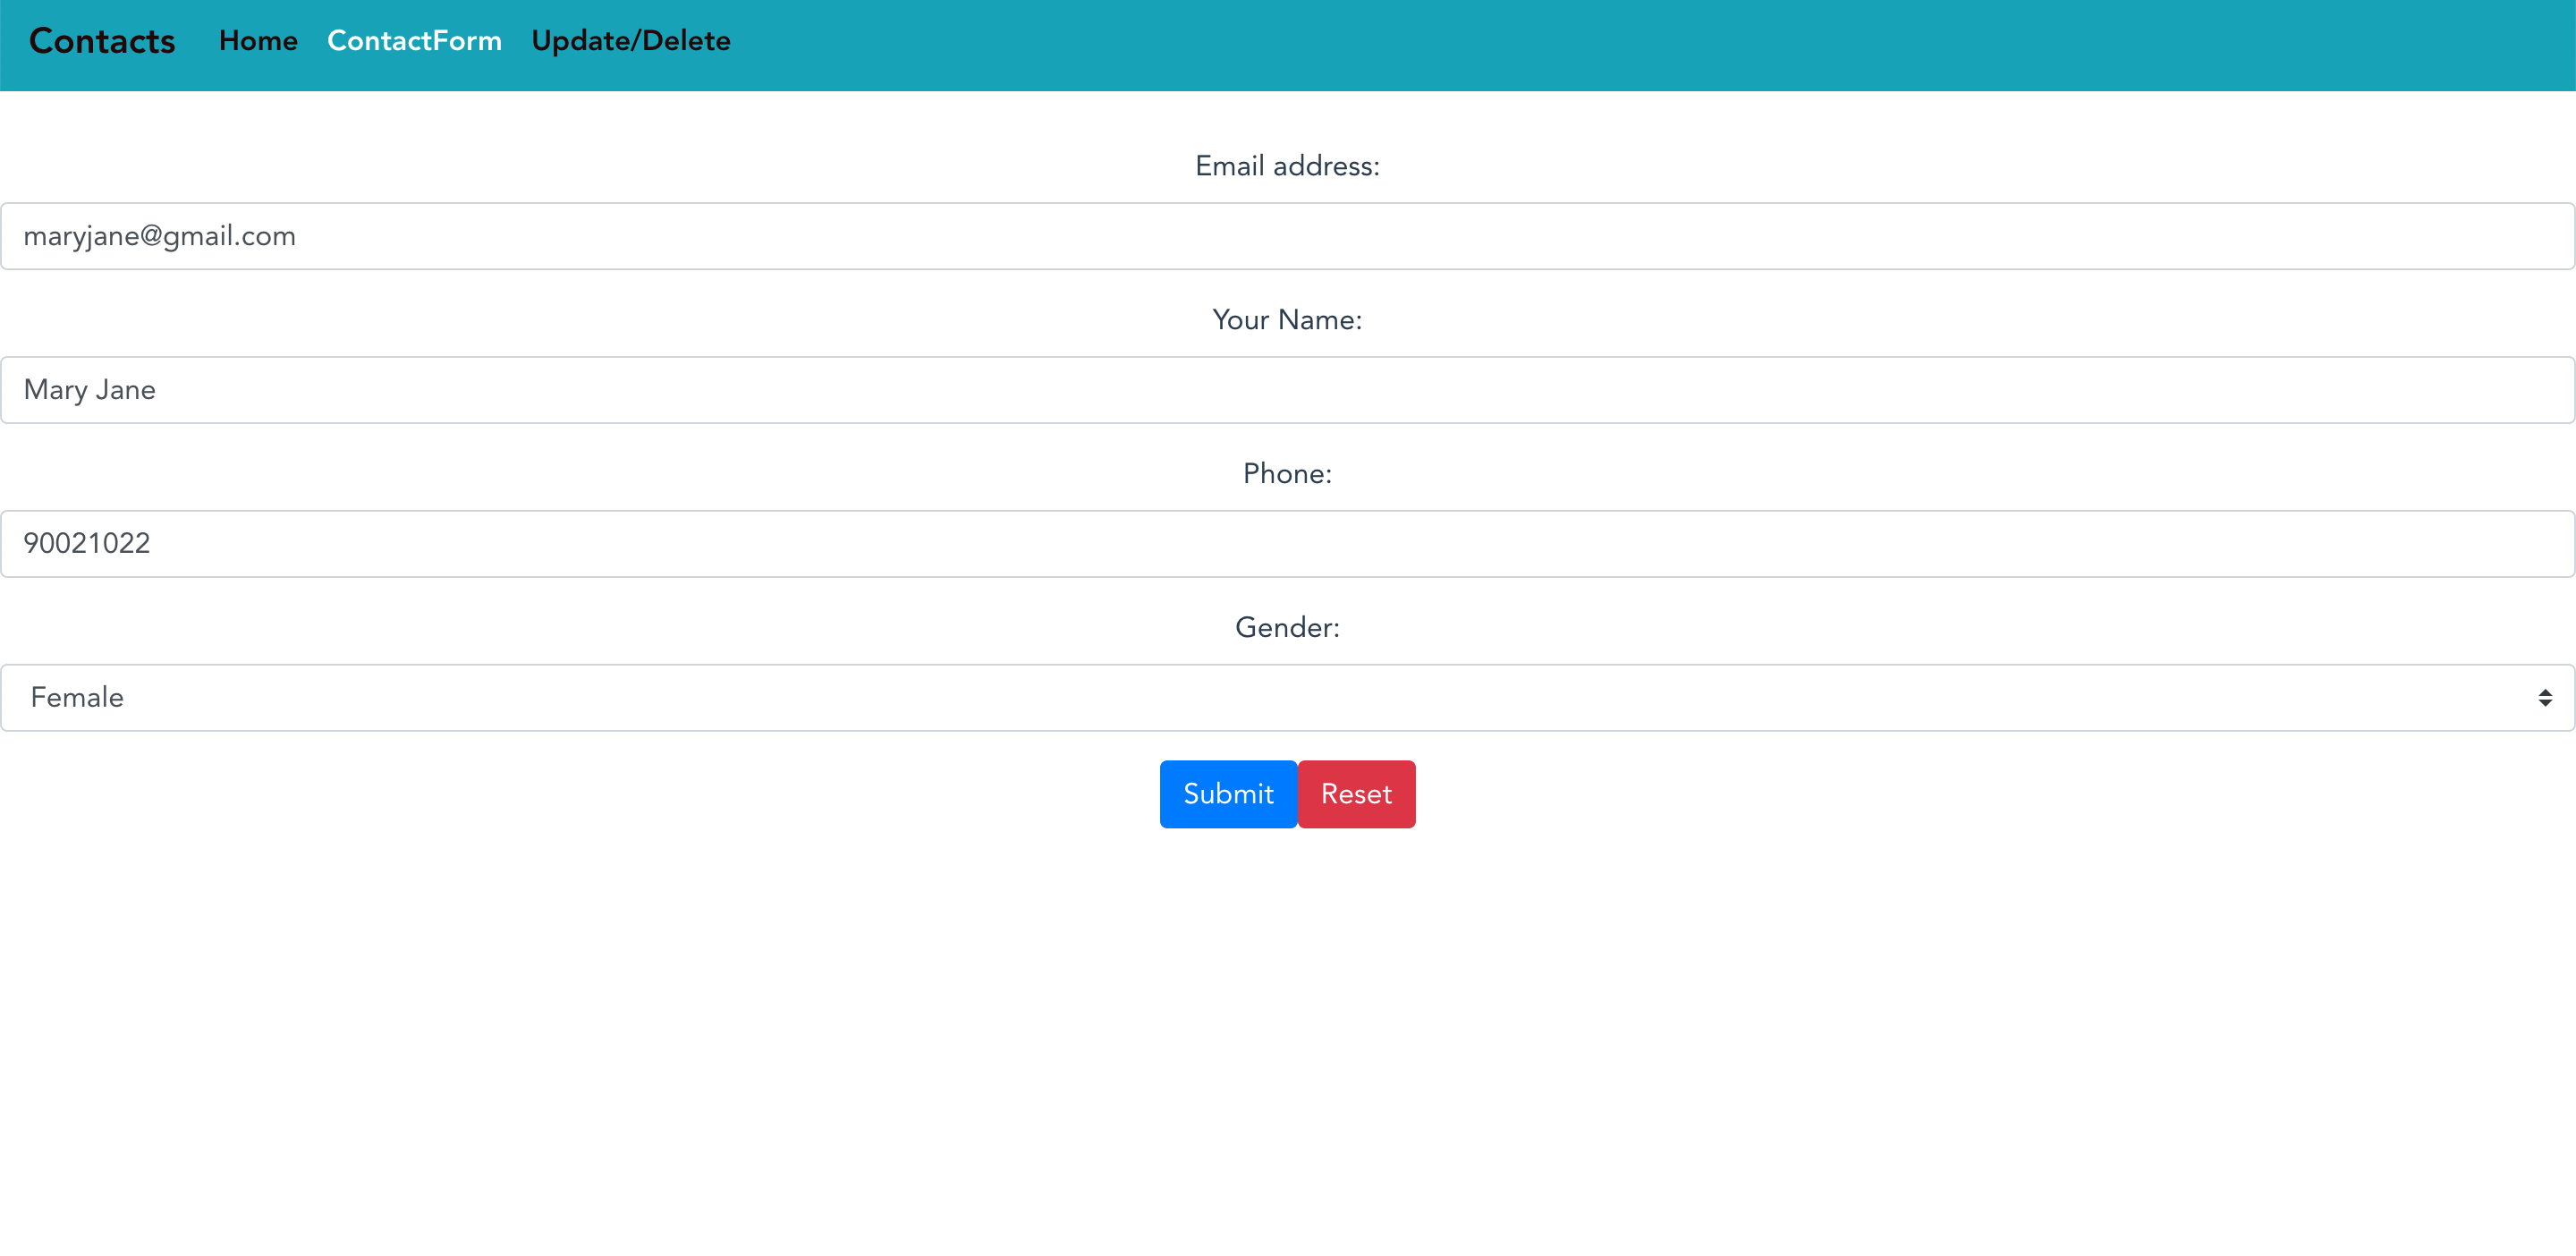 Contacts Home ContactForm Update/Delete
Email address:
maryjane@gmail.com
Your Name:
Mary Jane
Phone:
90021022
Gender:
Female
Submit Reset